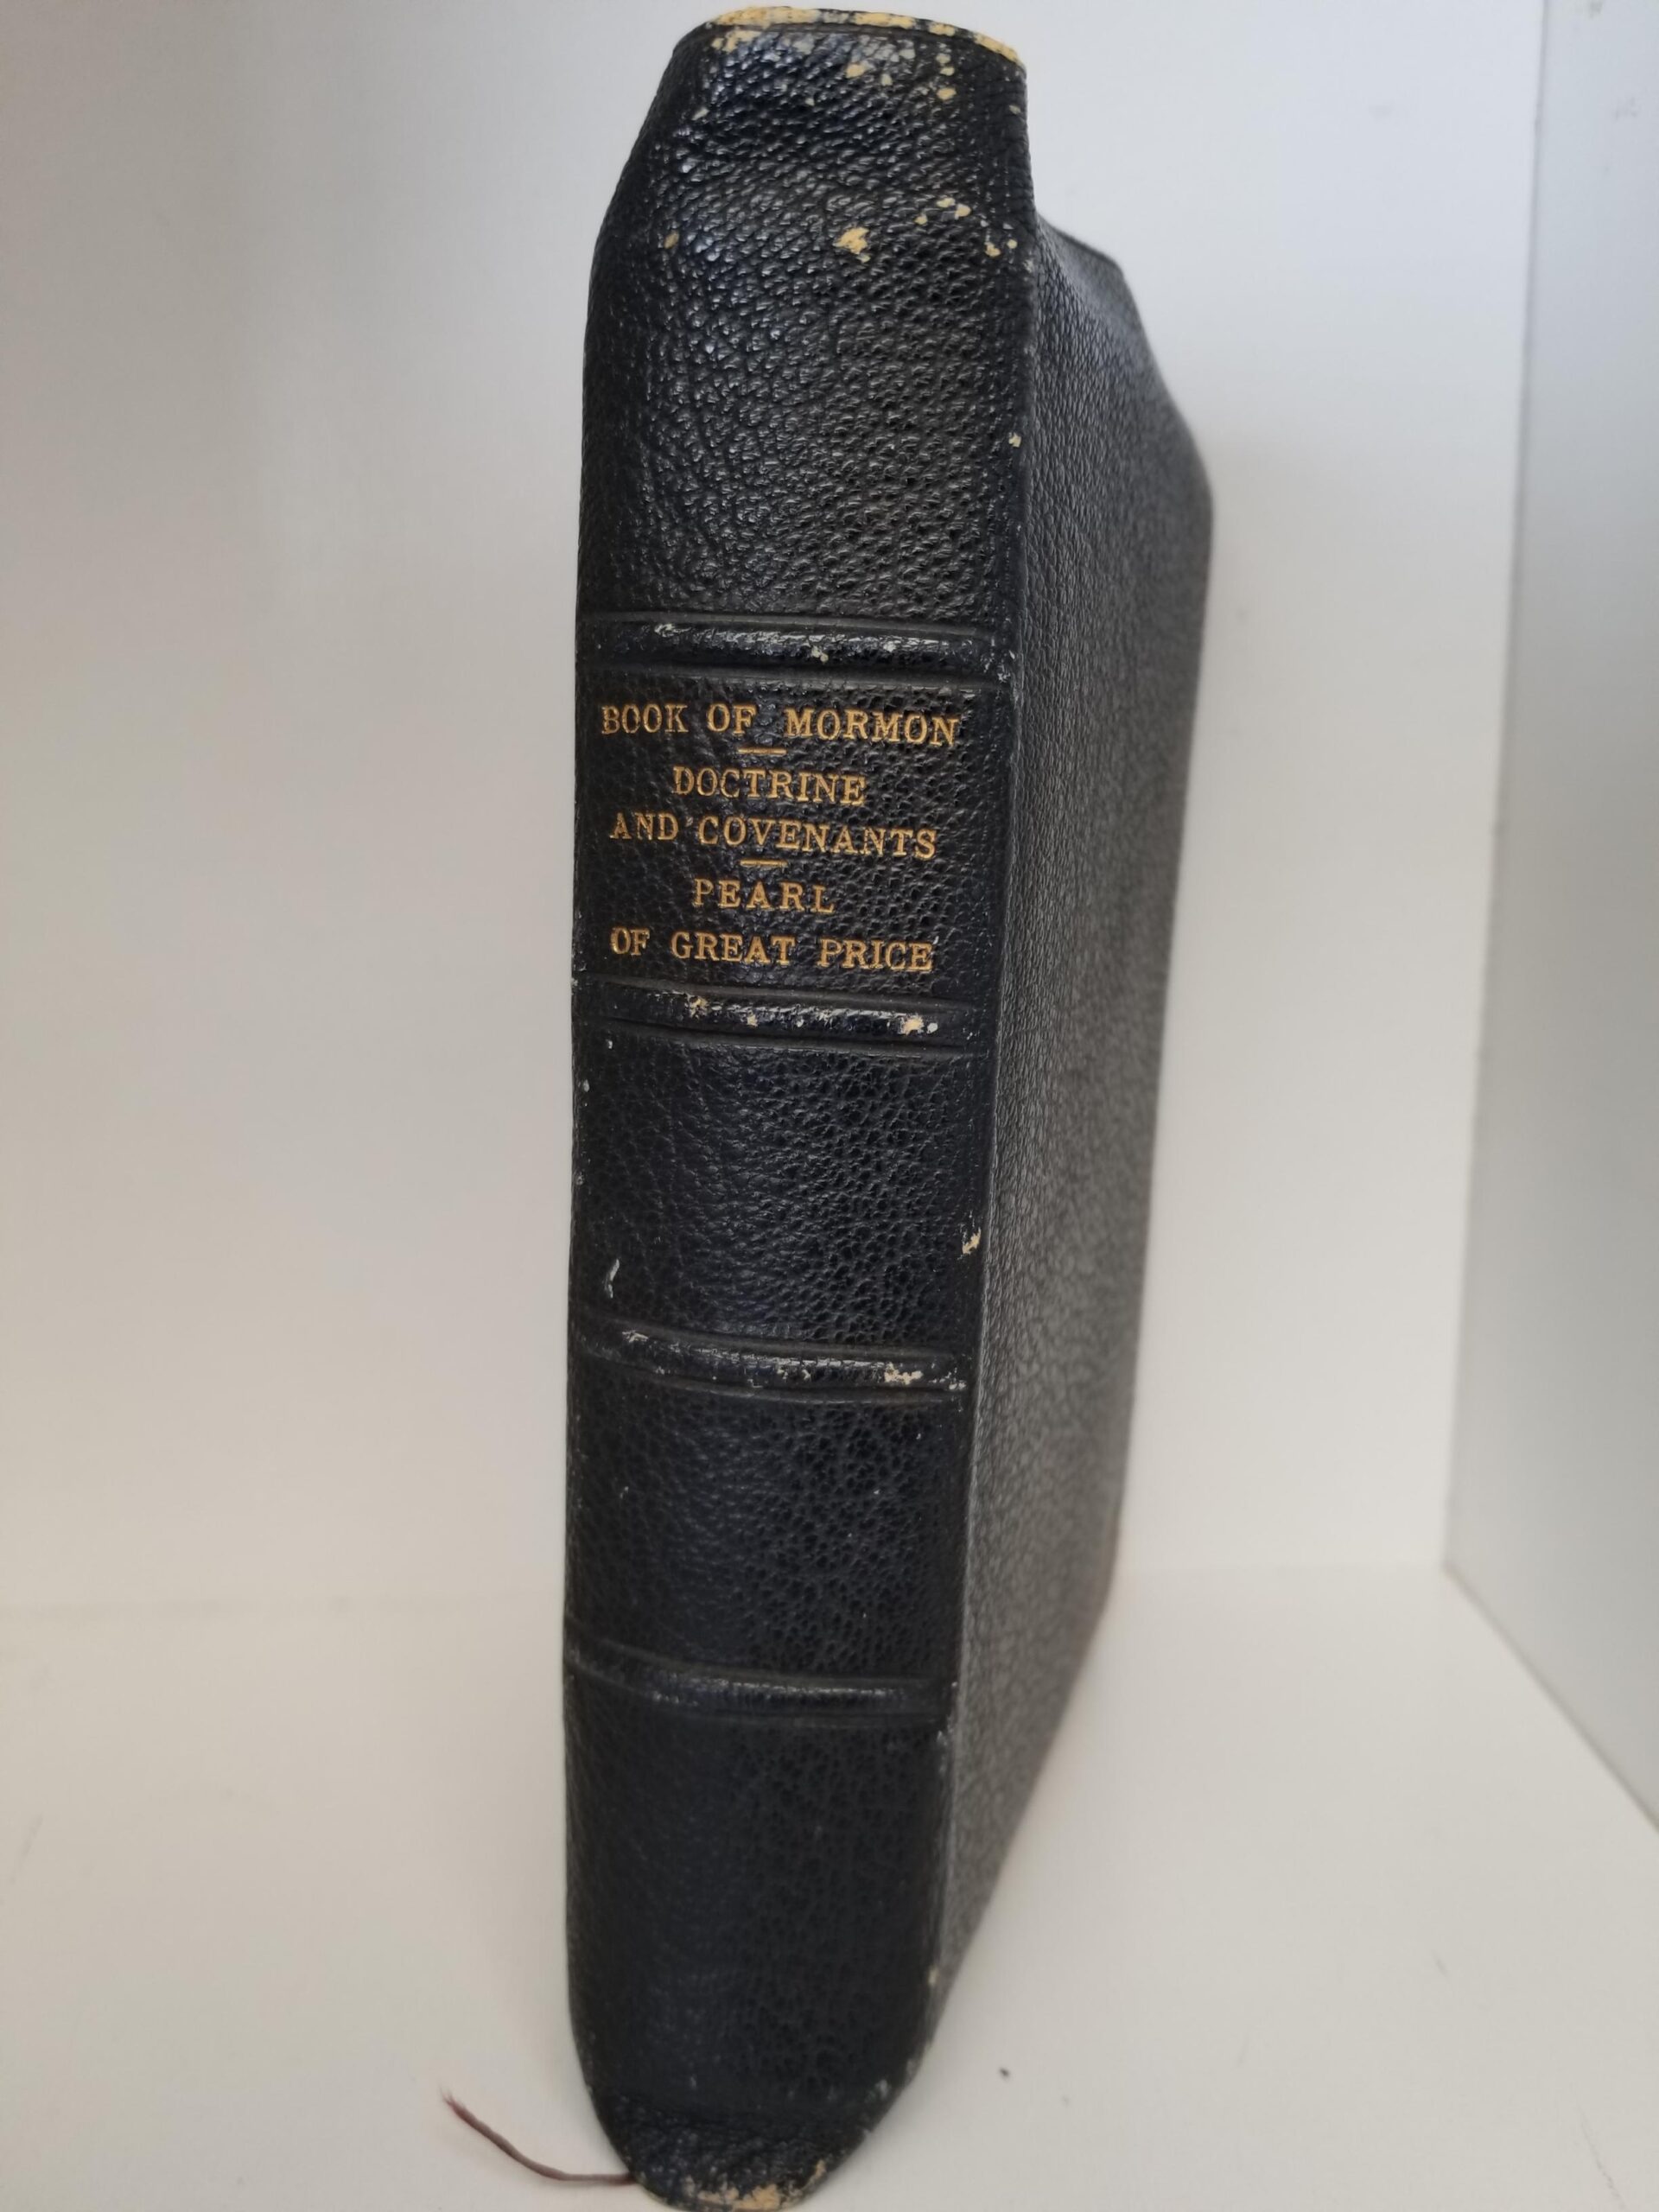 BOOK OF MORMON
DOCTRINE
AND COVENANTS
PEARL
OF GREAT PRICE